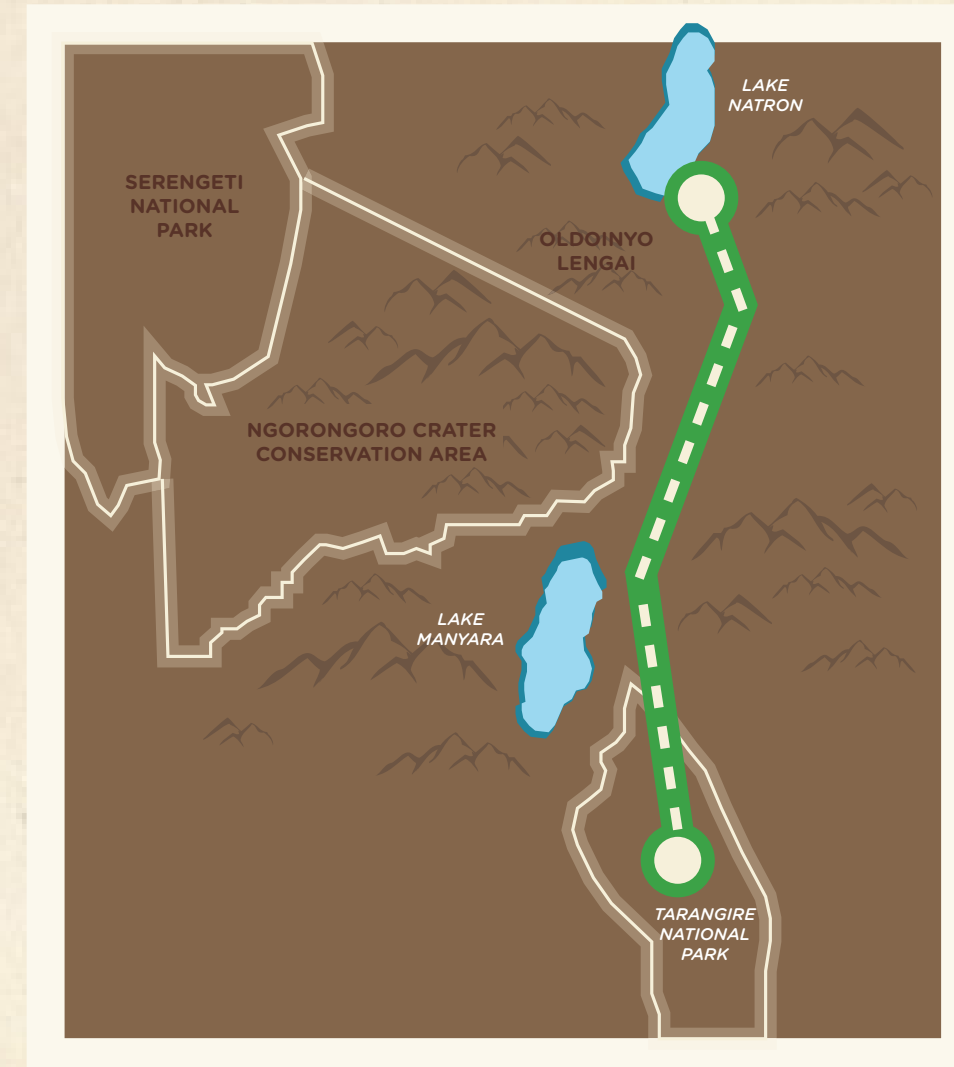 LAKE
NATRON
SERENGETI
NATIONAL
PARK
OLDOINYO
LENGAI
NGORONGORO CRATER
CONSERVATION AREA
LAKE
MANYARA
TARANGIRE
NATIONAL
PARK